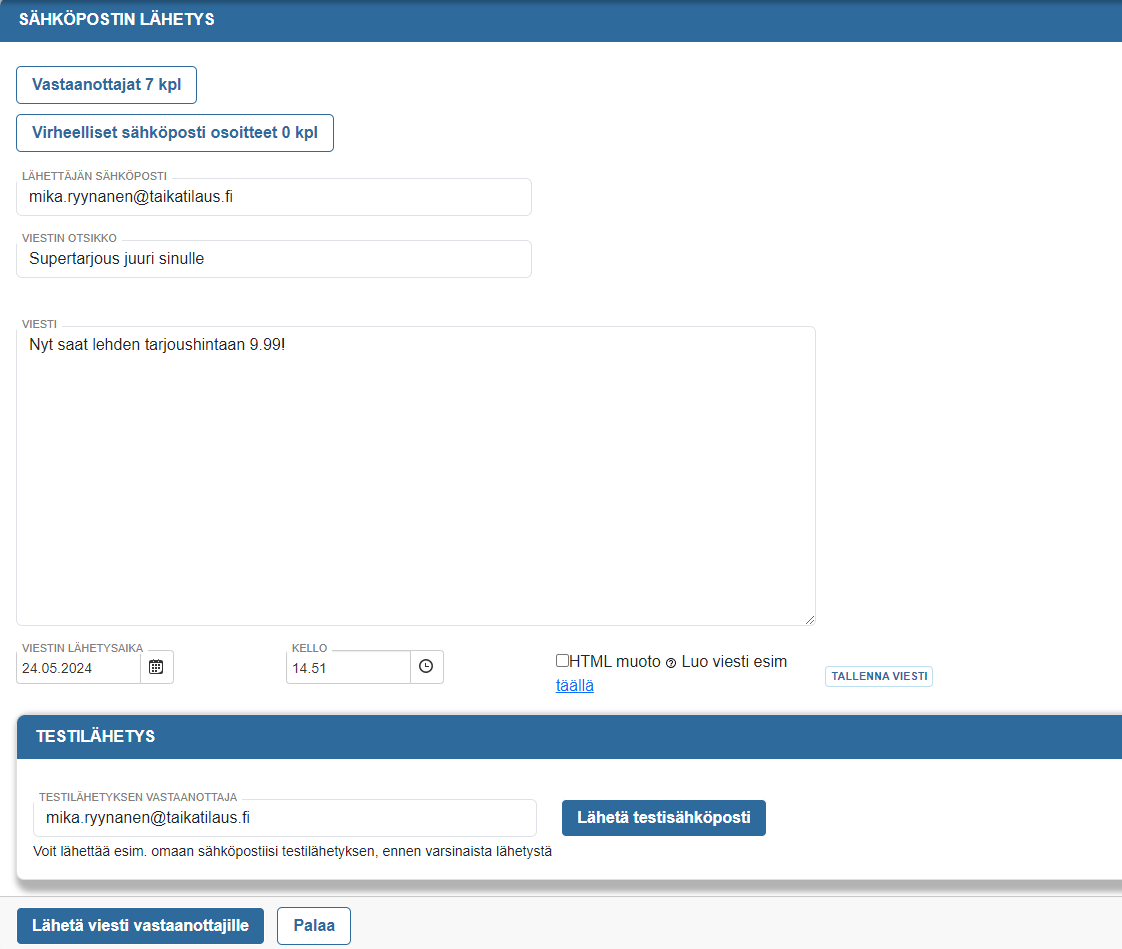 SÄHKÖPOSTIN LÄHETYS
Vastaanottajat 7 kpl
Virheelliset sähköposti osoitteet 0 kpl
LÄHETTÄJÄN SÄHKÖPOSTI
mika.ryynanen@taikatilaus.fi
VIESTIN OTSIKKO
Supertarjous juuri sinulle
VIESTI
Nyt saat lehden tarjoushintaan 9.99!
VIESTIN LÄHETYSAIKA
24.05.2024
KELLO
14.51
HTML muoto ? Luo viesti esim
täällä
TALLENNA VIESTI
TESTILÄHETYS
TESTILÄHETYKSEN VASTAANOTTAJA
mika.ryynanen@taikatilaus.fi
Lähetä testisähköposti
Voit lähettää esim. omaan sähköpostiisi testilähetyksen, ennen varsinaista lähetystä
Lähetä viesti vastaanottajille
Palaa